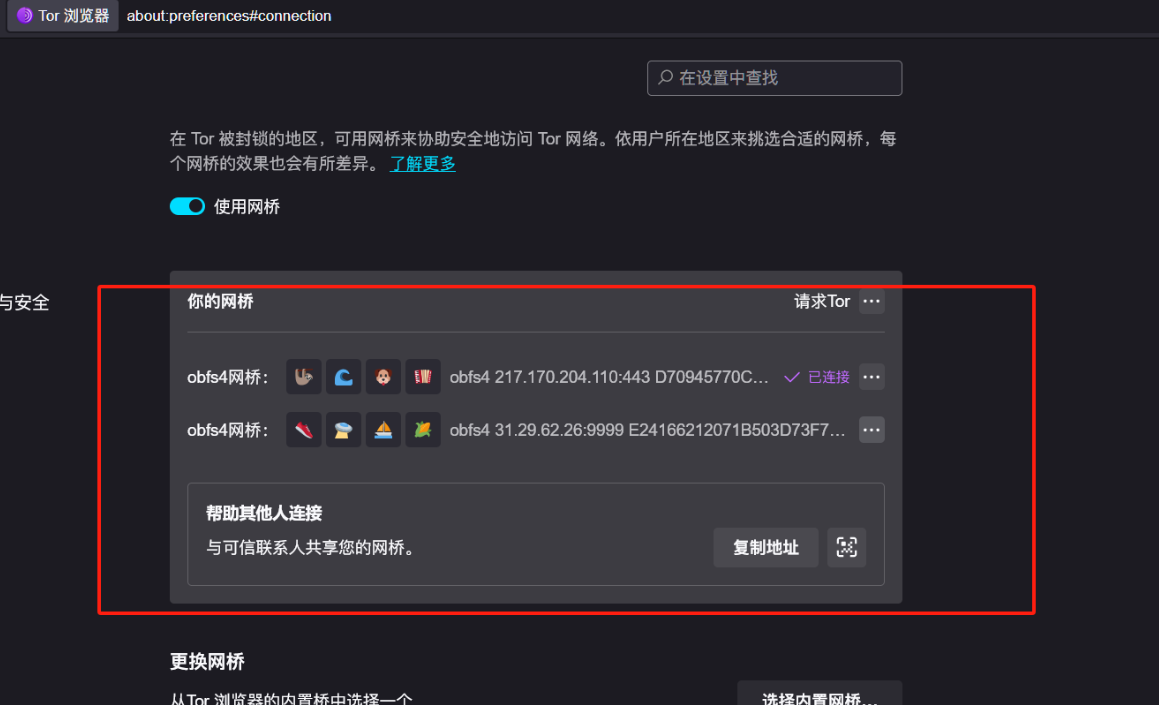 Tor 浏览器 about:preferences#connection
在设置中查找
在 Tor 被封锁的地区，可用网桥来协助安全地访问 Tor 网络。依用户所在地区来挑选合适的网桥，每
个网桥的效果也会有所差异。 了解更多
使用网桥
与安全
你的网桥 请求Tor ...
obfs4网桥： obfs4 217.170.204.110:443 D70945770C... 已连接 ...
obfs4网桥： obfs4 31.29.62.26:9999 E24166212071B503D73F7... ...
帮助其他人连接
与可信联系人共享您的网桥。 复制地址
更换网桥
从Tor 浏览器的内置桥中选择一个 选择内置网桥...